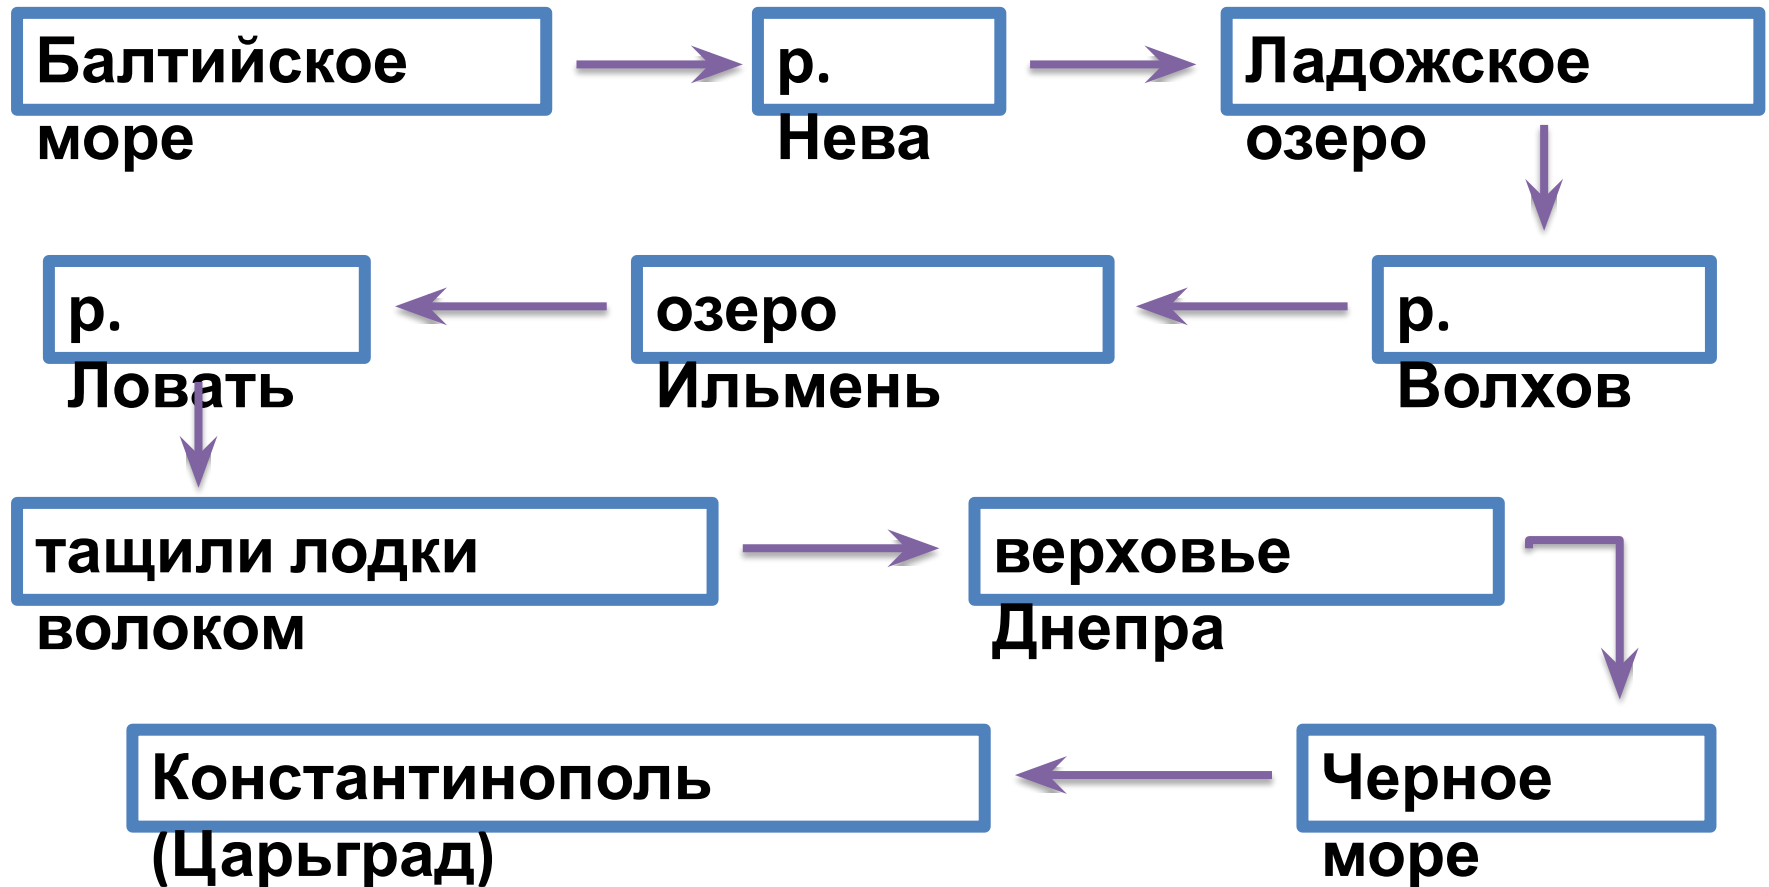 Балтийское
море
р.
Нева
Ладожское
озеро
р.
Волхов
озеро
Ильмень
р.
Ловать
тащили лодки
волоком
верховье
Днепра
Черное
море
Константинополь
(Царьград)